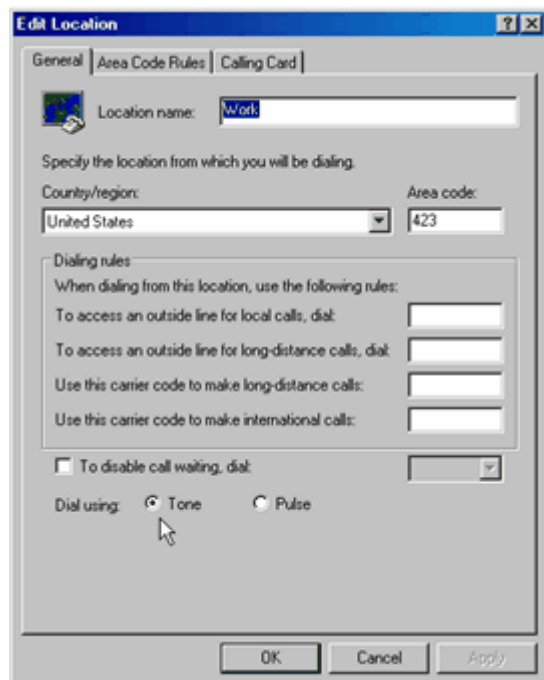 Edit Location
General Area Code Rules Calling Card
Location name: Work
Specify the location from which you will be dialing.
Country/region: Area code:
United States 423
Dialing rules
When dialing from this location, use the following rules:
To access an outside line for local calls, dial:
To access an outside line for long-distance calls, dial:
Use this carrier code to make long-distance calls:
Use this carrier code to make international calls:
To disable call waiting, dial:
Dial using: Tone Pulse
OK Cancel Apply